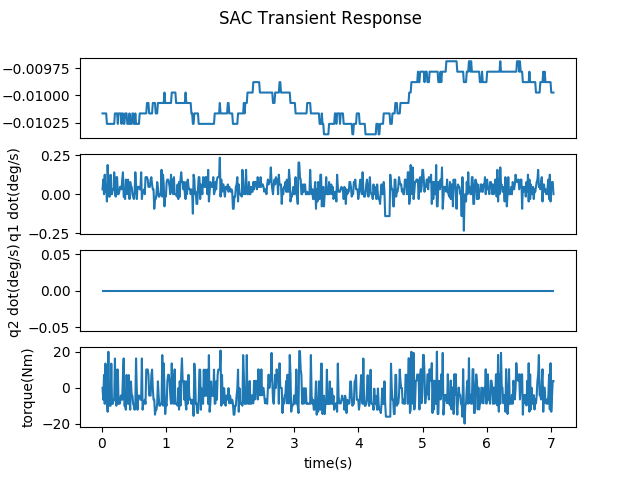 SAC Transient Response
−0.00975
−0.01000
−0.01025
0.25
0.00
−0.25
q1 dot(deg/s)
0.05
0.00
−0.05
q2 dot(deg/s)
20
0
−20
torque(Nm)
0 1 2 3 4 5 6 7
time(s)